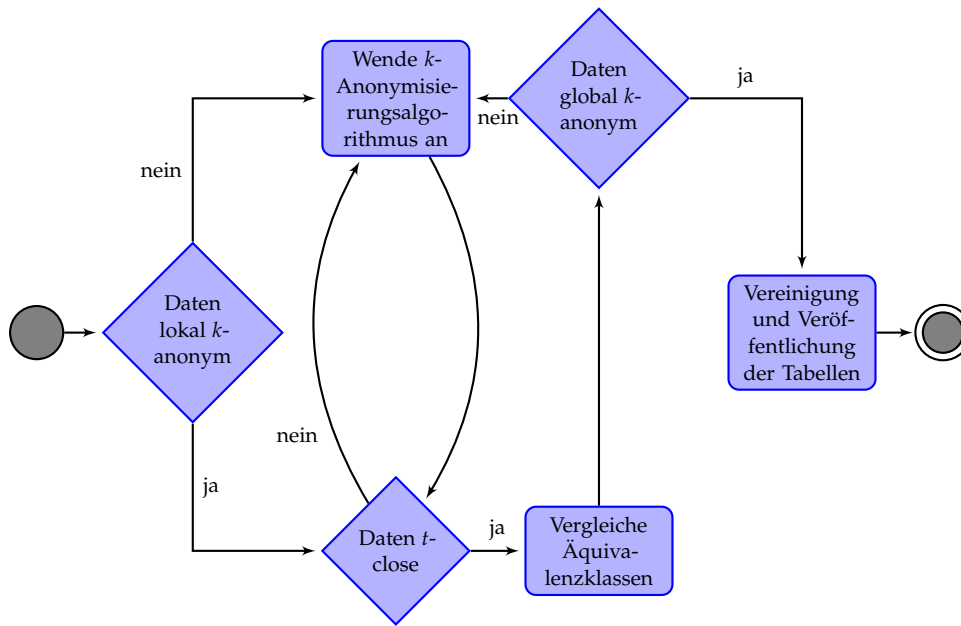 Wende k-
Anonymisie-
rungsalgo-
rithmus an
Daten
global k-
anonym
ja
nein
nein
Daten
lokal k-
anonym
Vereinigung
und Veröf-
fentlichung
der Tabellen
nein
ja
Daten t-
close
ja
Vergleiche
Äquiva-
lenzklassen